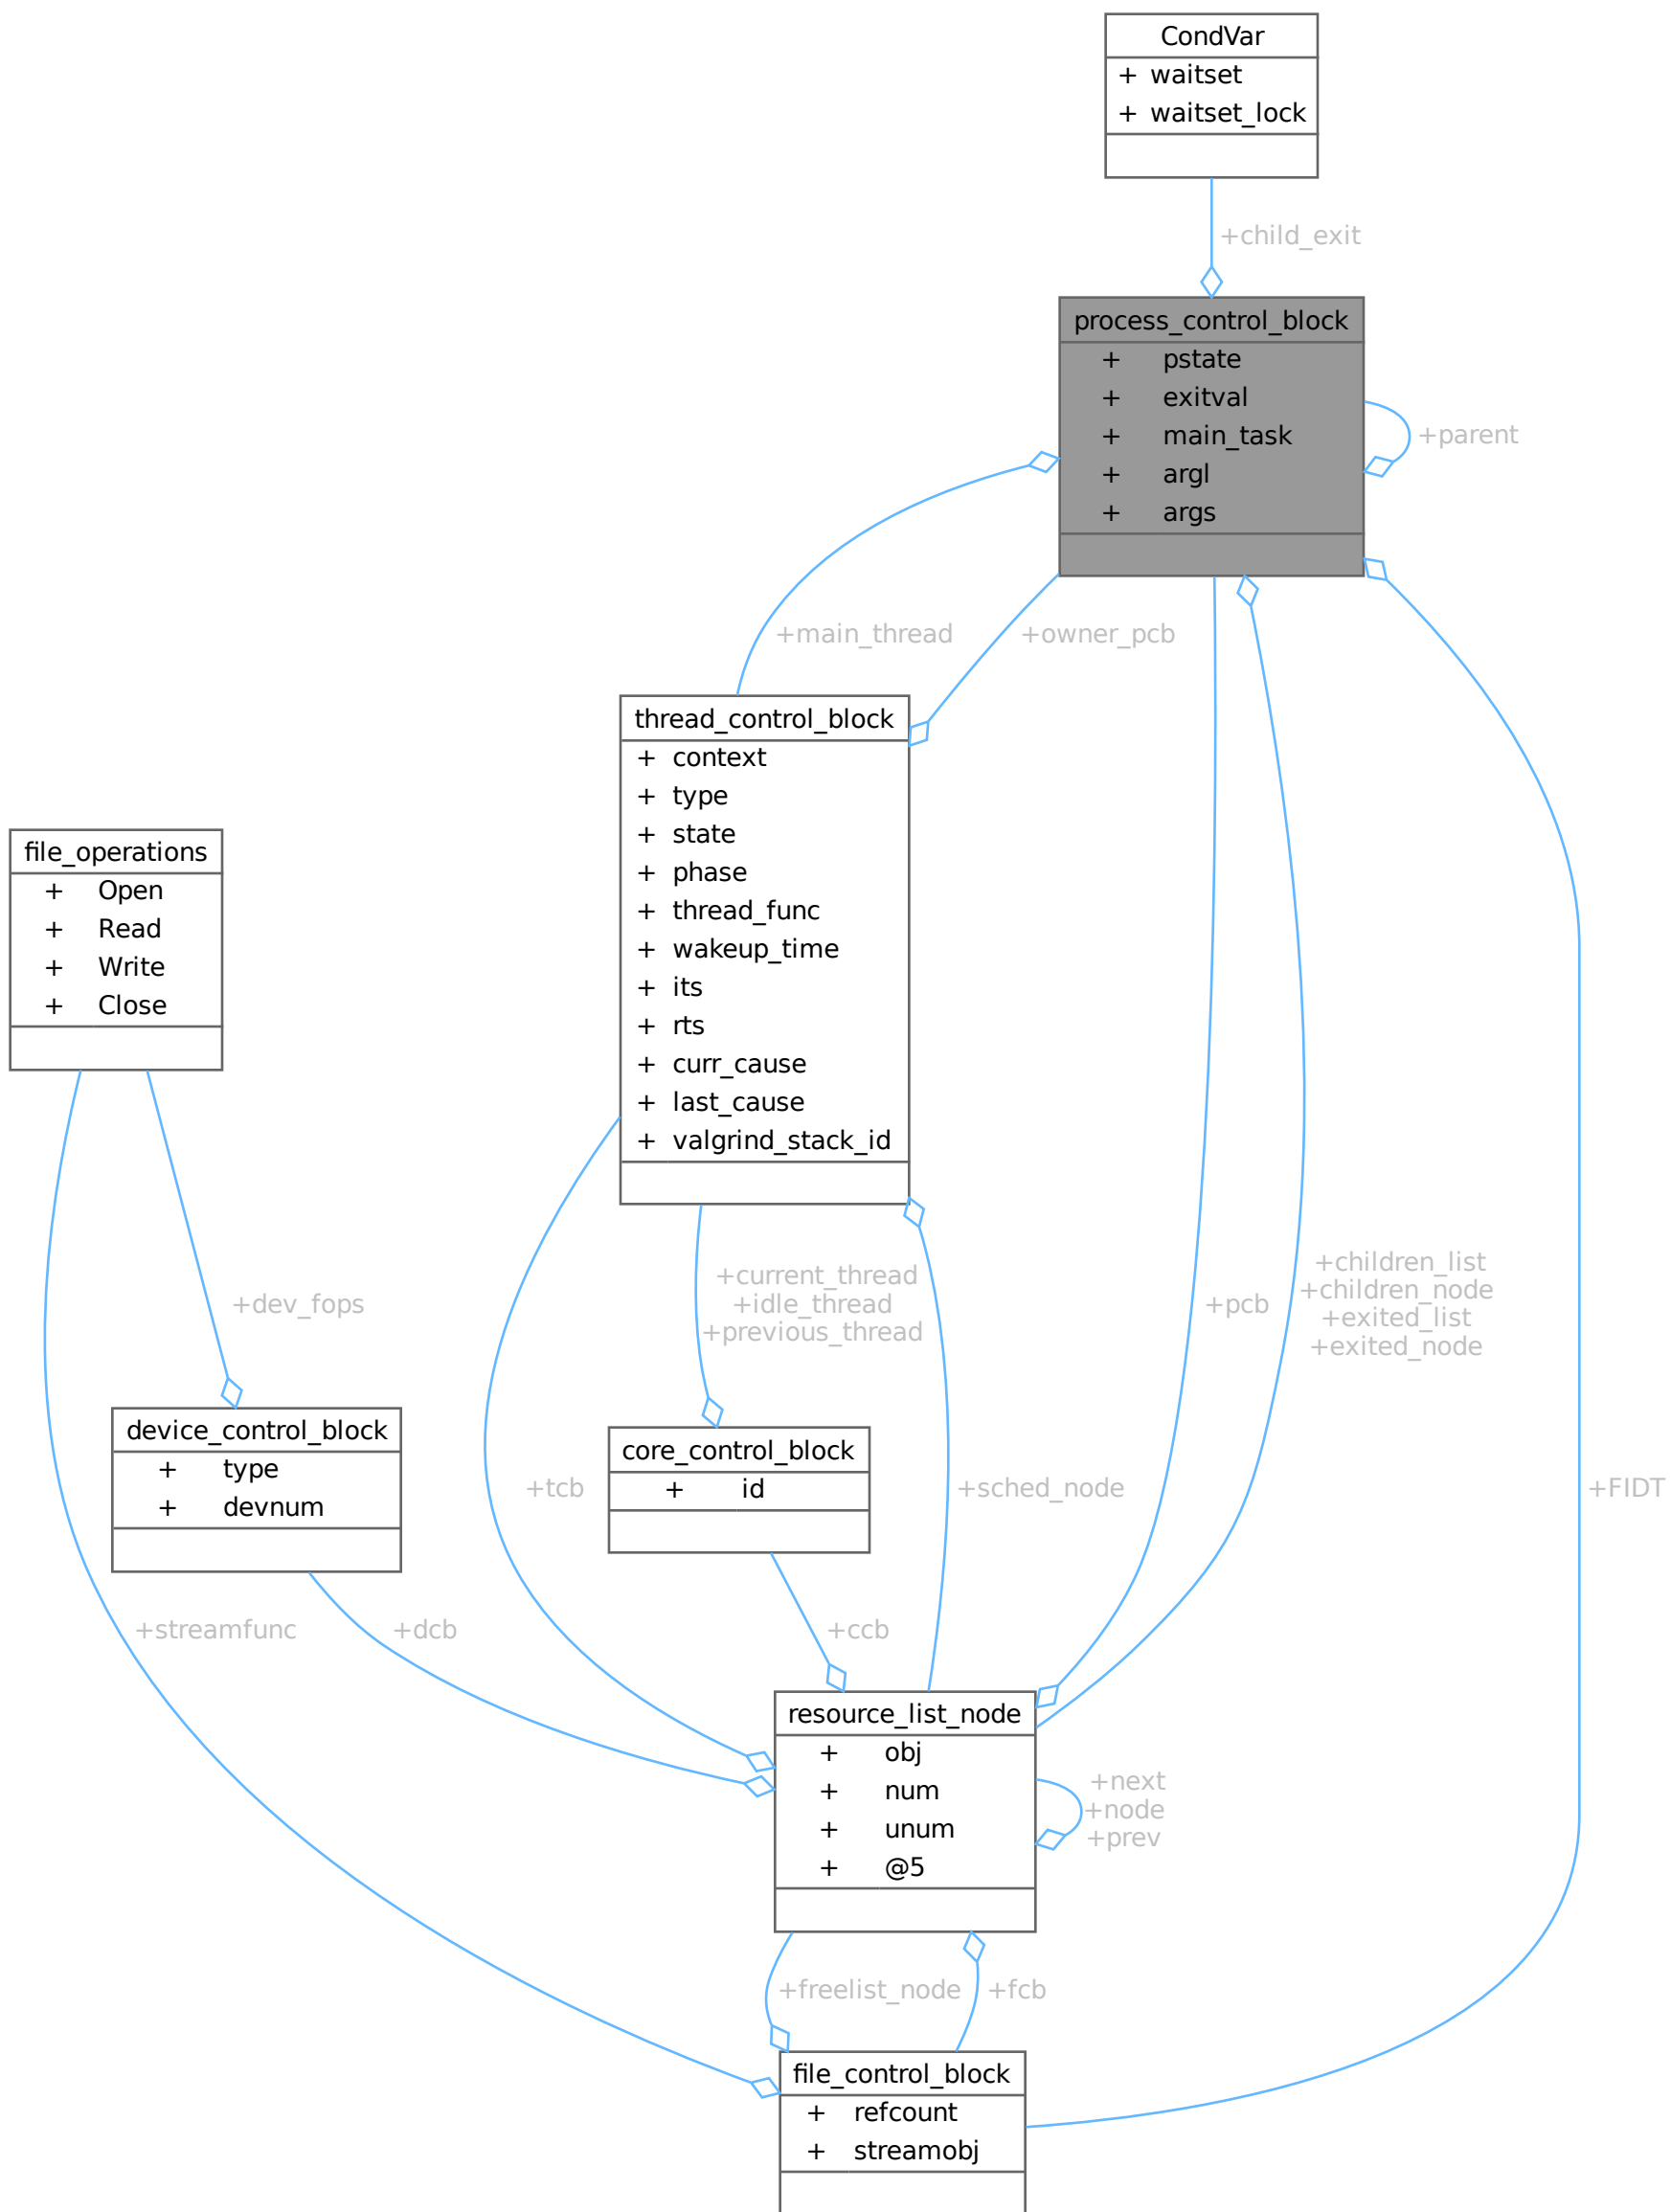 CondVar
+ waitset
+ waitset_lock
+child_exit
process_control_block
+ pstate
+ exitval
+ main_task
+ argl
+ args
+parent
+main_thread
+owner_pcb
thread_control_block
+ context
+ type
+ state
+ phase
+ thread_func
+ wakeup_time
+ its
+ rts
+ curr_cause
+ last_cause
+ valgrind_stack_id
file_operations
+ Open
+ Read
+ Write
+ Close
+dev_fops
+current_thread
+idle_thread
+previous_thread
+pcb
+children_list
+children_node
+exited_list
+exited_node
device_control_block
+ type
+ devnum
+tcb
core_control_block
+ id
+sched_node
+FIDT
+streamfunc
+dcb
+ccb
resource_list_node
+ obj
+ num
+ unum
+ @5
+next
+node
+prev
+freelist_node
+fcb
file_control_block
+ refcount
+ streamobj